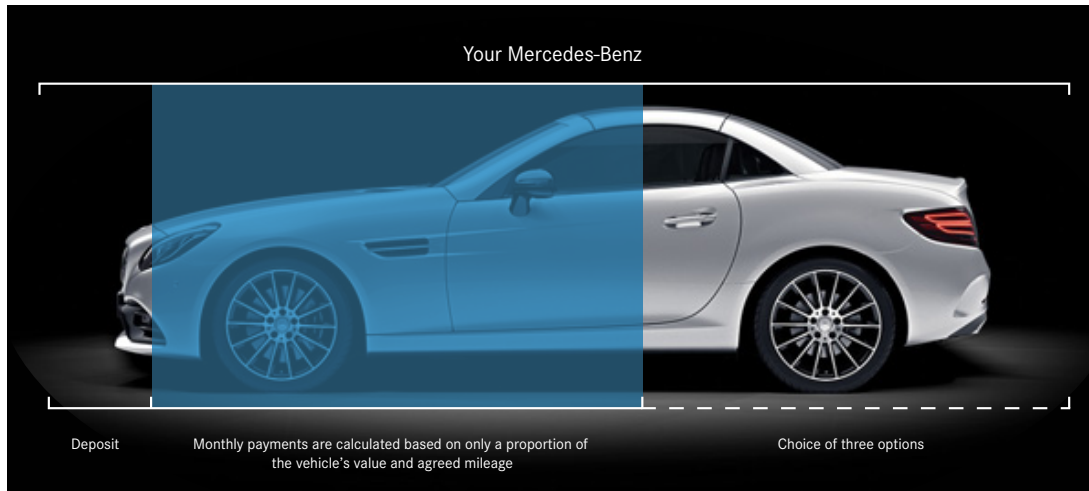 Your Mercedes-Benz
Deposit
Monthly payments are calculated based on only a proportion of
the vehicle's value and agreed mileage
Choice of three options